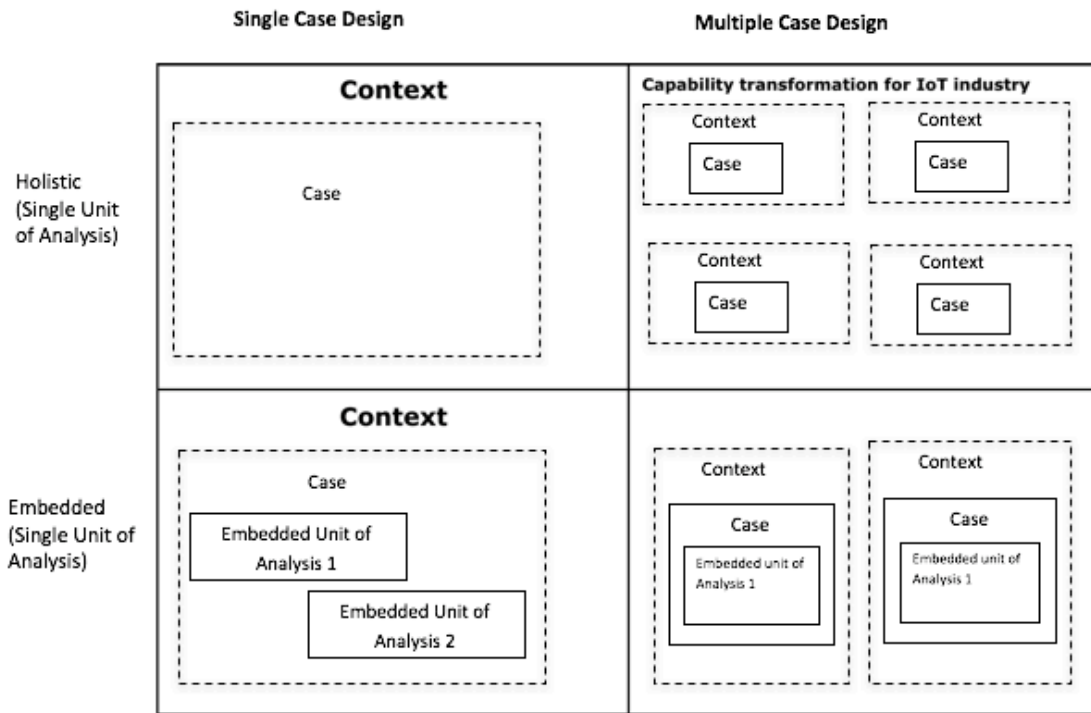 Single Case Design
Multiple Case Design
Holistic
(Single Unit
of Analysis)
Context
Case
Capability transformation for IoT industry
Context
Case
Context
Case
Context
Case
Context
Case
Embedded
(Single Unit of
Analysis)
Context
Case
Embedded Unit of
Analysis 1
Embedded Unit of
Analysis 2
Context
Case
Embedded unit of
Analysis 1
Context
Case
Embedded unit of
Analysis 1